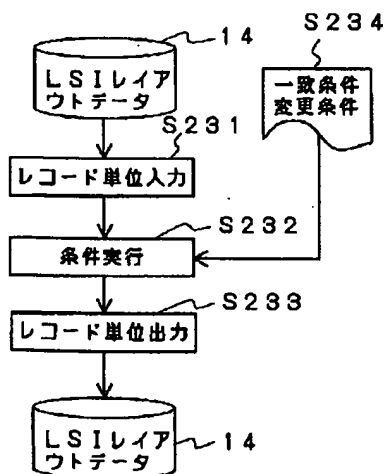 14
S234
LSIレイア
ウトデータ
一致条件
変更条件
S231
レコード単位入力
S232
条件実行
S233
レコード単位出力
LSIレイア
ウトデータ
14